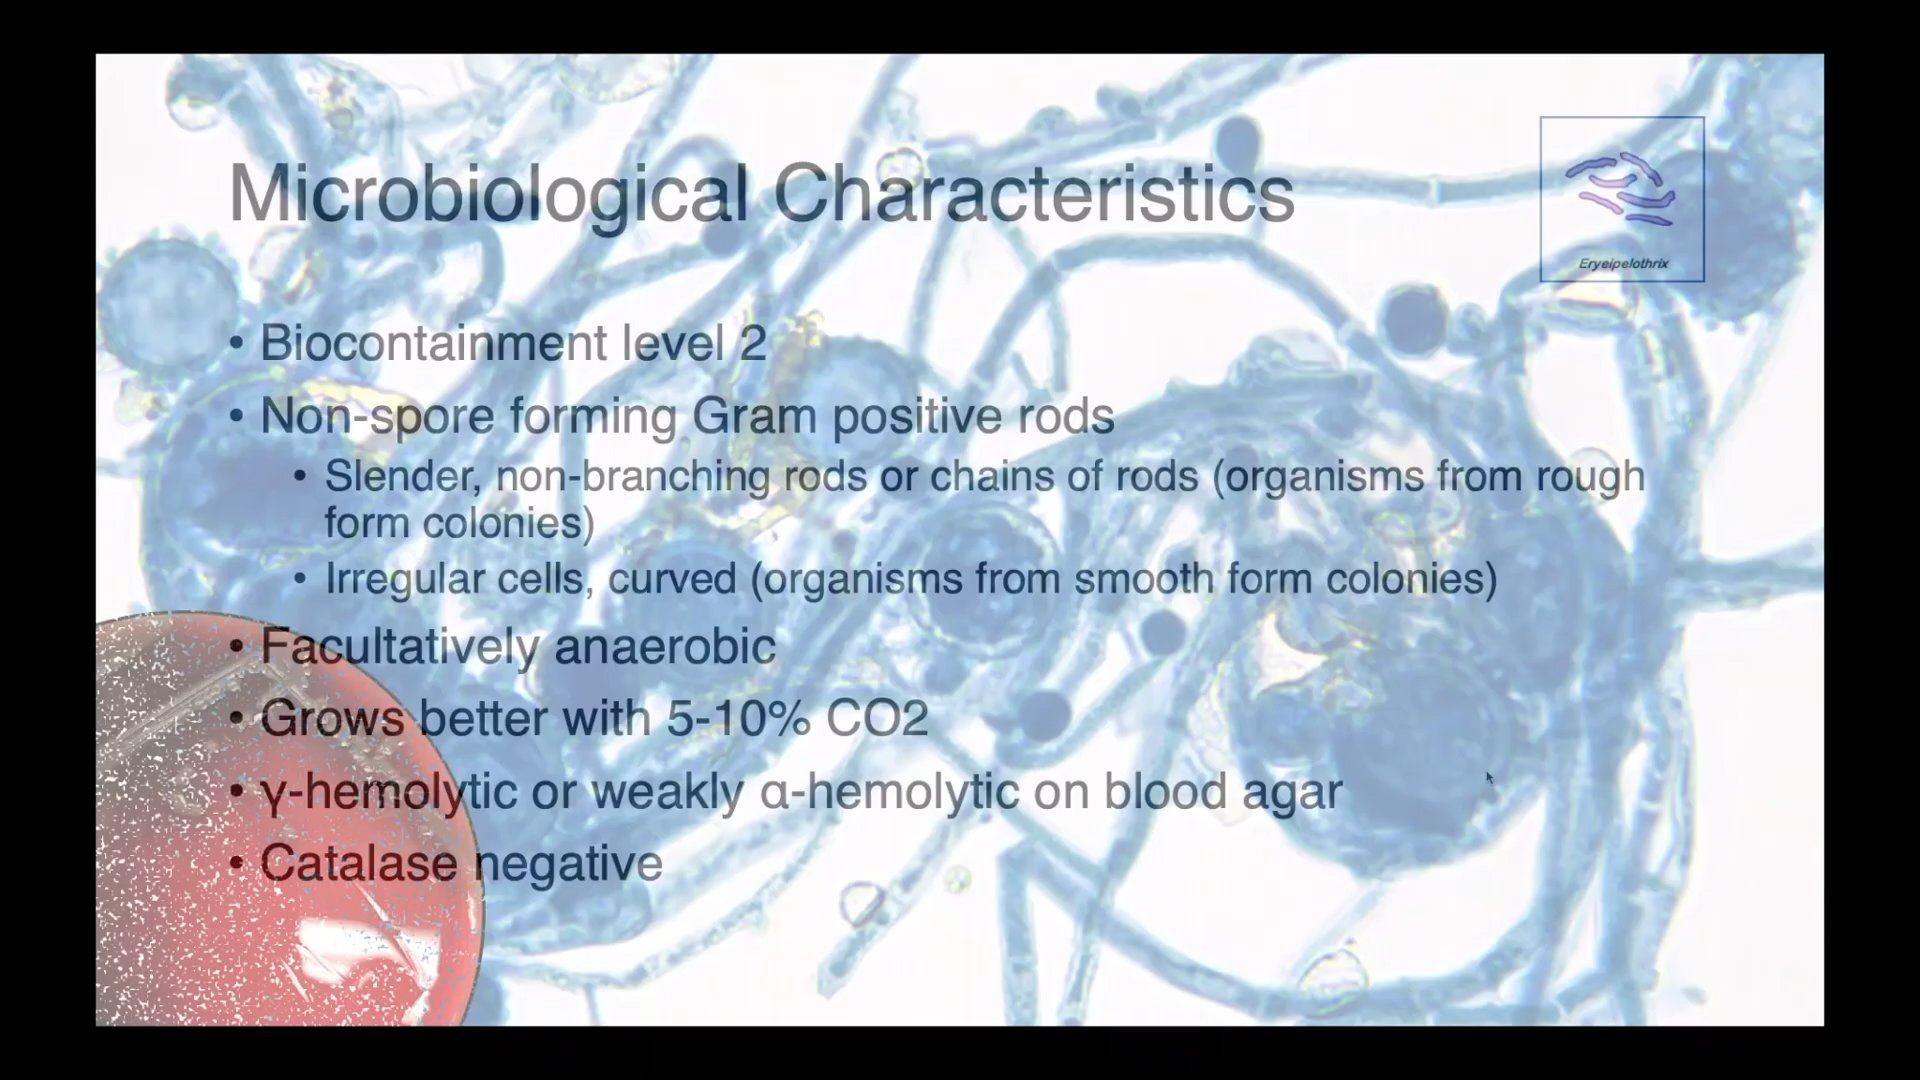 Microbiological Characteristics
Eryeipelothrix
• Biocontainment level 2
• Non-spore forming Gram positive rods
• Slender, non-branching rods or chains of rods (organisms from rough
form colonies)
• Irregular cells, curved (organisms from smooth form colonies)
• Facultatively anaerobic
• Grows better with 5-10% CO2
• γ-hemolytic or weakly α-hemolytic on blood agar
• Catalase negative